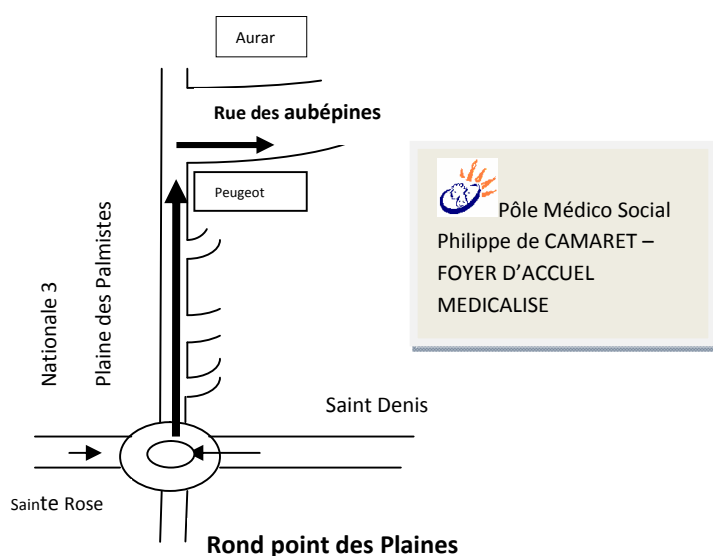 Aurar
Rue des aubépines
Peugeot
Pôle Médico Social
Philippe de CAMARET –
FOYER D’ACCUEL
MEDICALISE
Nationale 3
Plaine des Palmistes
Saint Denis
Sainte Rose
Rond point des Plaines